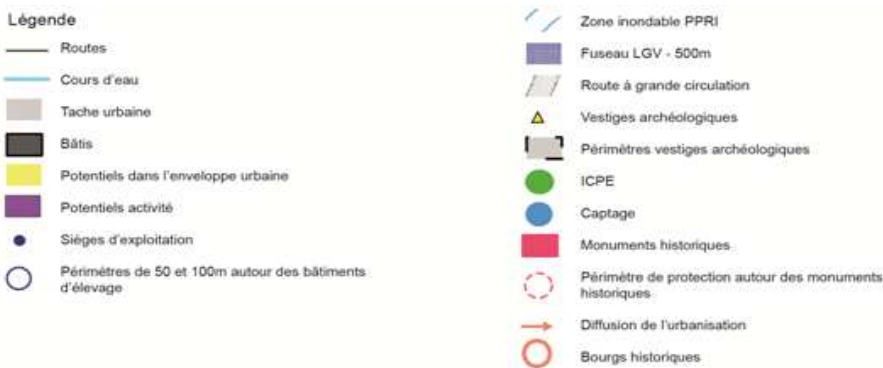 Légende
Routes
Cours d'eau
Tache urbaine
Bâtis
Potentiels dans l'enveloppe urbaine
Potentiels activité
Sièges d'exploitation
Périmètres de 50 et 100m autour des bâtiments
d'élevage
Zone inondable PPRI
Fuseau LGV - 500m
Route à grande circulation
Vestiges archéologiques
Périmètres vestiges archéologiques
ICPE
Captage
Monuments historiques
Périmètre de protection autour des monuments
historiques
Diffusion de l'urbanisation
Bourgs historiques